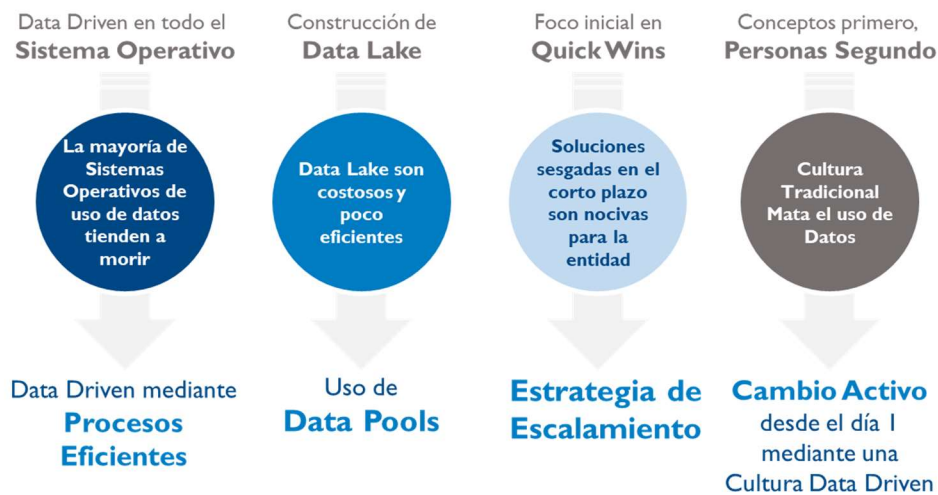 Data Driven en todo el
Sistema Operativo
Construcción de
Data Lake
Foco inicial en
Quick Wins
Conceptos primero,
Personas Segundo
La mayoría de
Sistemas
Operativos de
uso de datos
tienden a
morir
Data Lake son
costosos y
poco
eficientes
Soluciones
sesgadas en el
corto plazo
son nocivas
para la
entidad
Cultura
Tradicional
Mata el uso de
Datos
Data Driven mediante
Procesos
Eficientes
Uso de
Data Pools
Estrategia de
Escalamiento
Cambio Activo
desde el día 1
mediante una
Cultura Data Driven